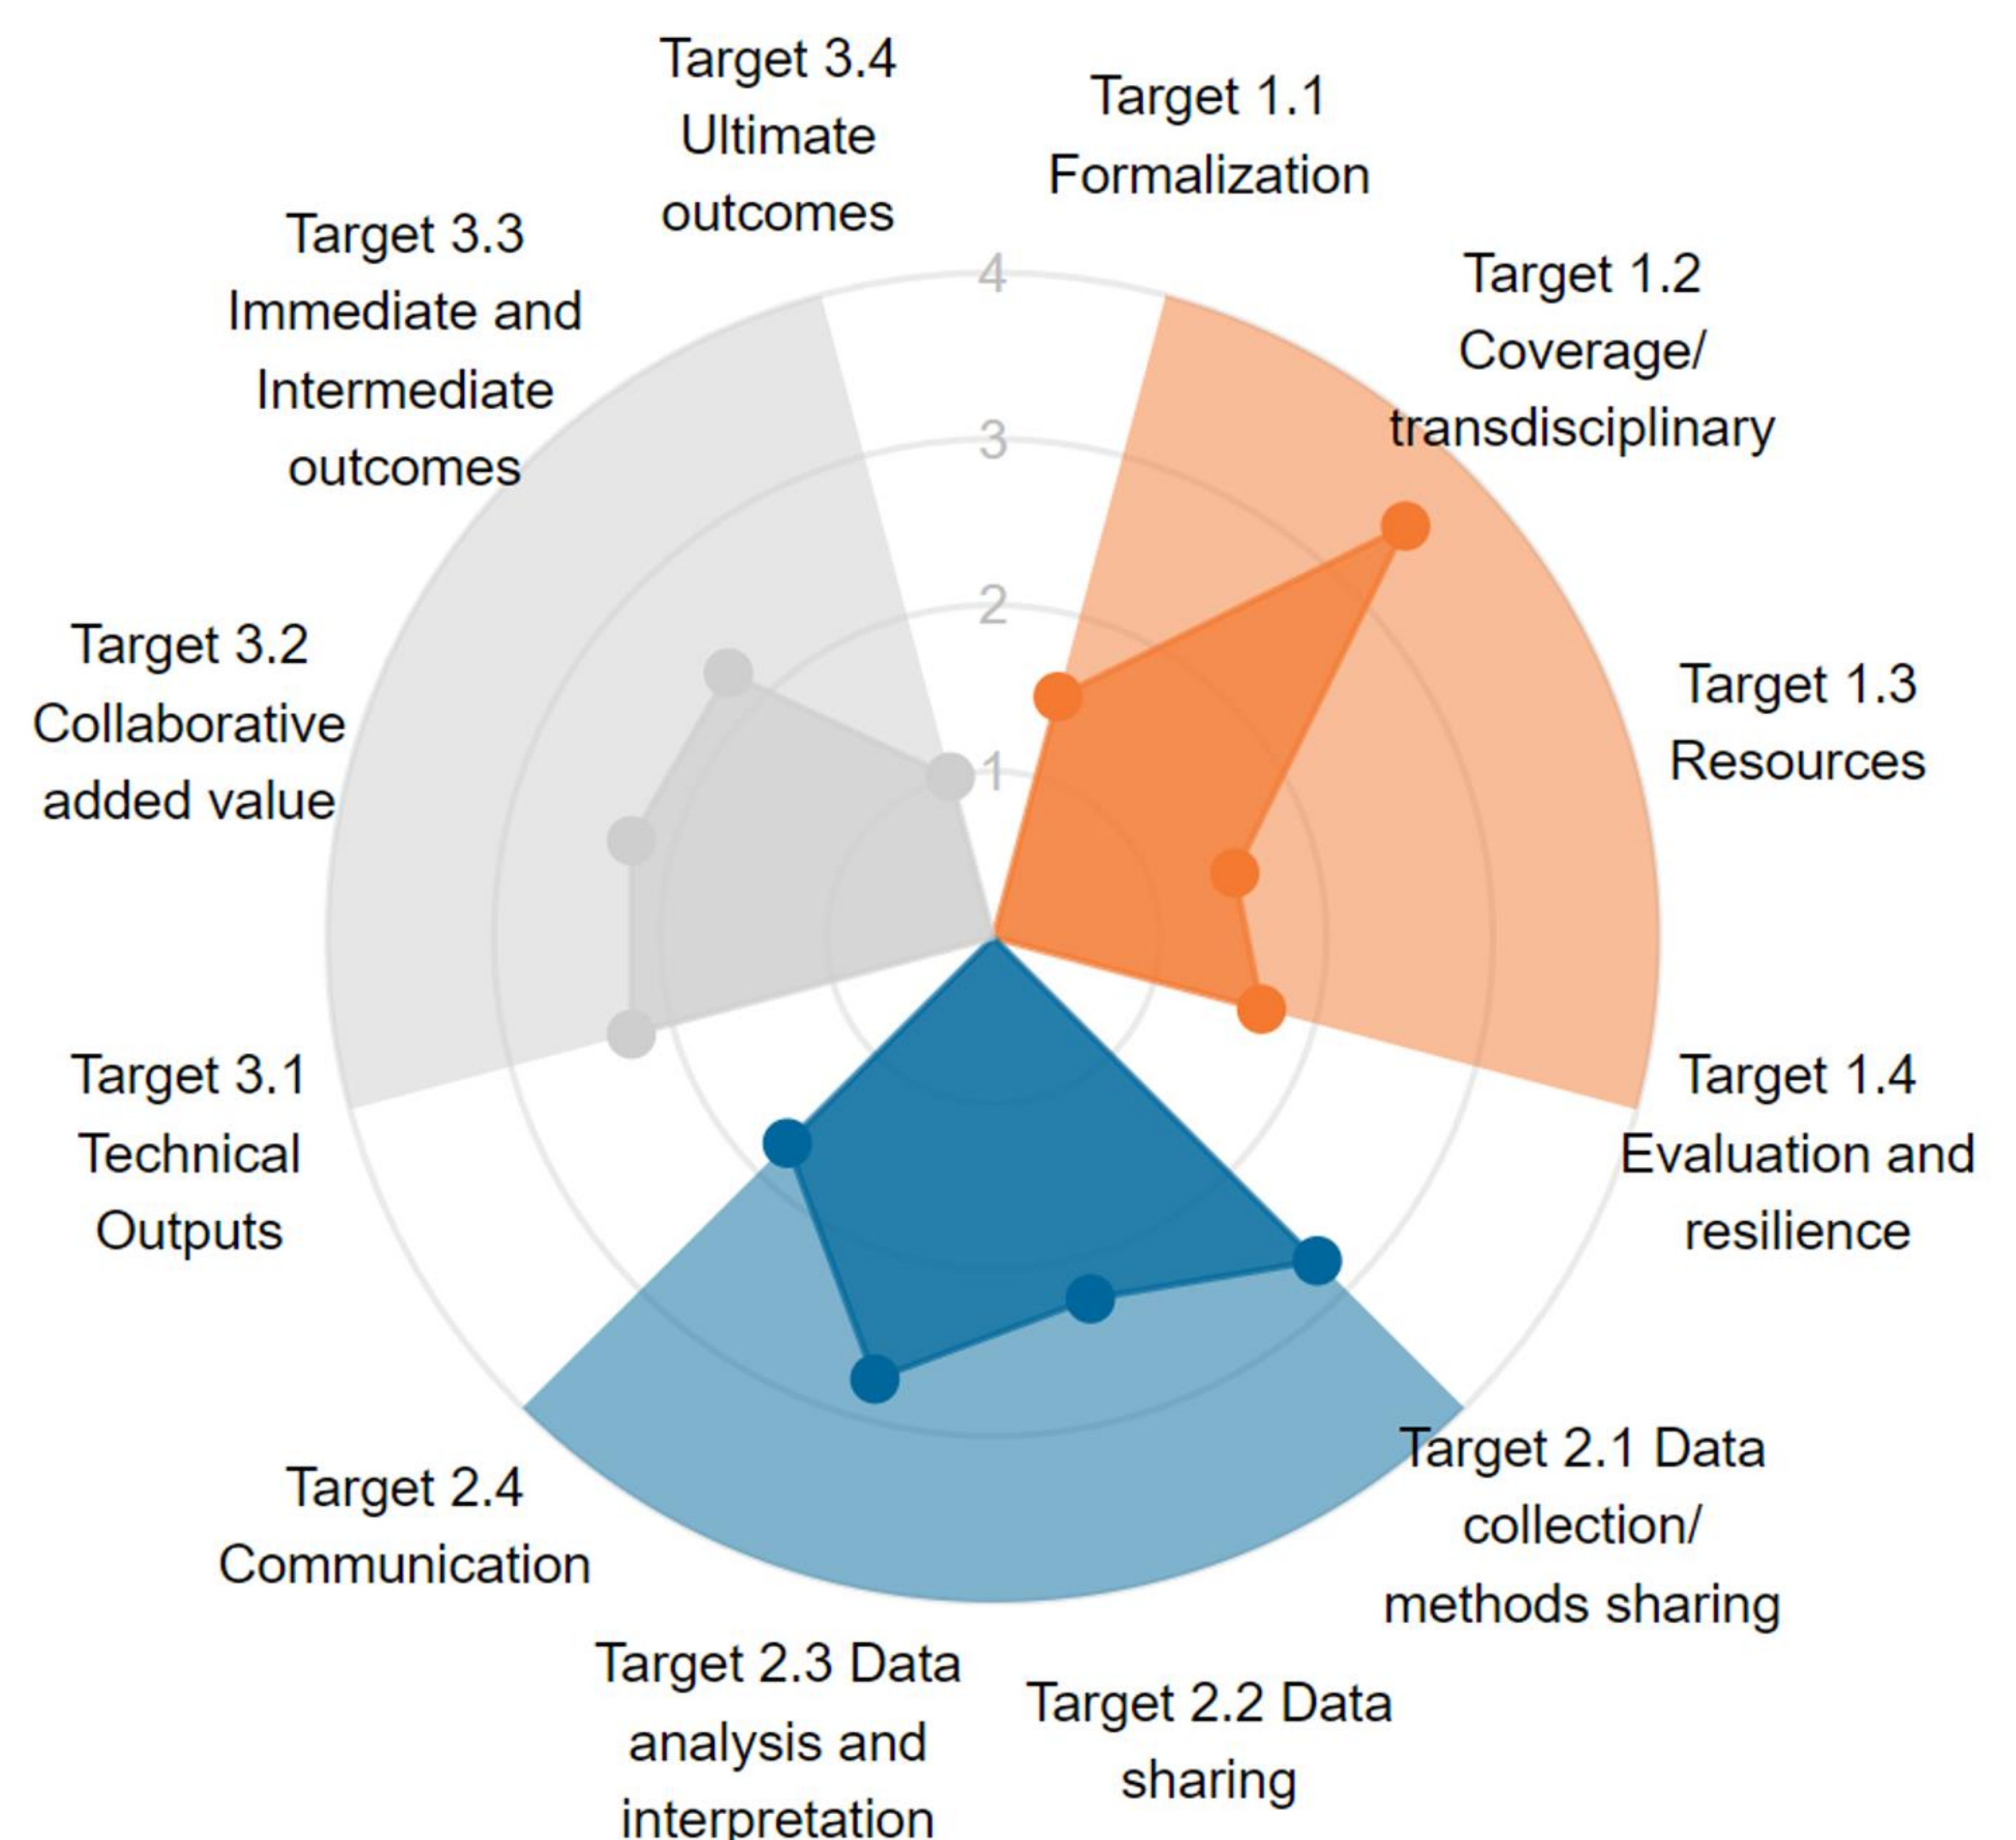 Target 3.4
Ultimate
outcomes
Target 1.1
Formalization
Target 1.2
Coverage/
transdisciplinary
Target 1.3
Resources
Target 1.4
Evaluation and
resilience
Target 2.1 Data
collection/
methods sharing
Target 2.2 Data
sharing
Target 2.3 Data
analysis and
interpretation
Target 2.4
Communication
Target 3.1
Technical
Outputs
Target 3.2
Collaborative
added value
Target 3.3
Immediate and
Intermediate
outcomes
4
3
2
1